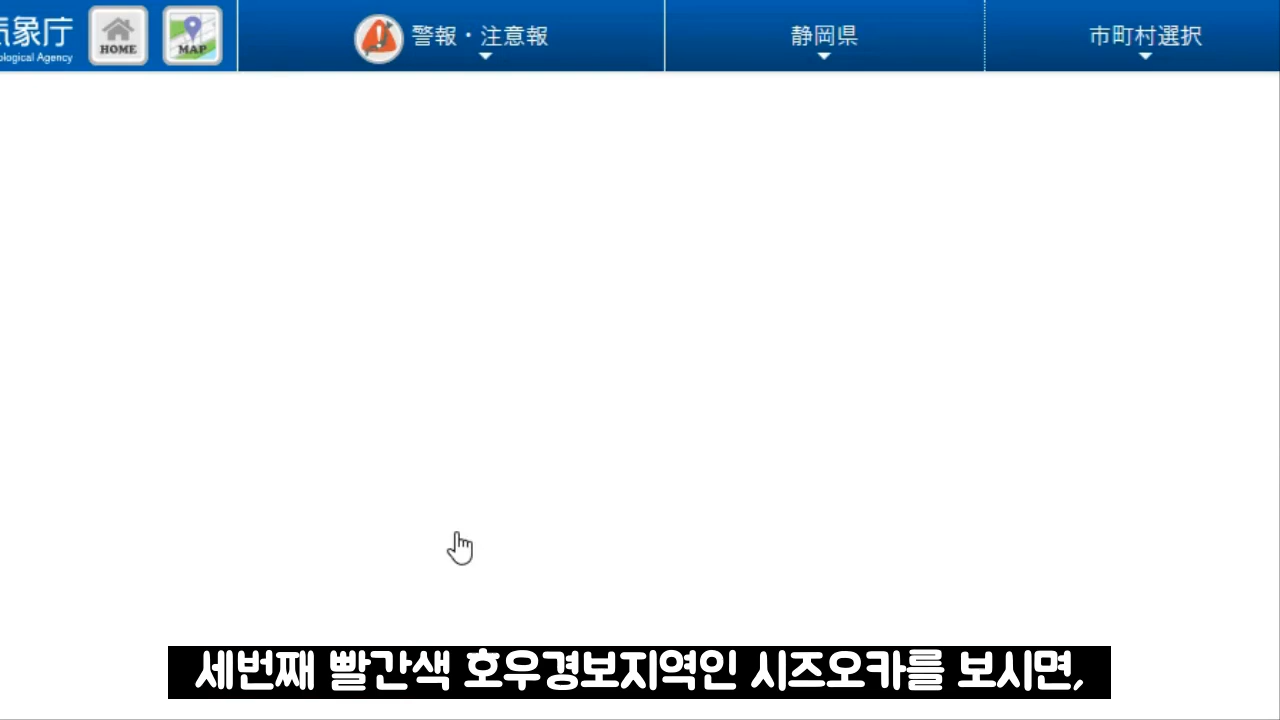 気象庁
ological Agency
HOME
MAP
警報・注意報
静岡県
市町村選択
세번째 빨간색 호우경보지역인 시즈오카를 보시면,